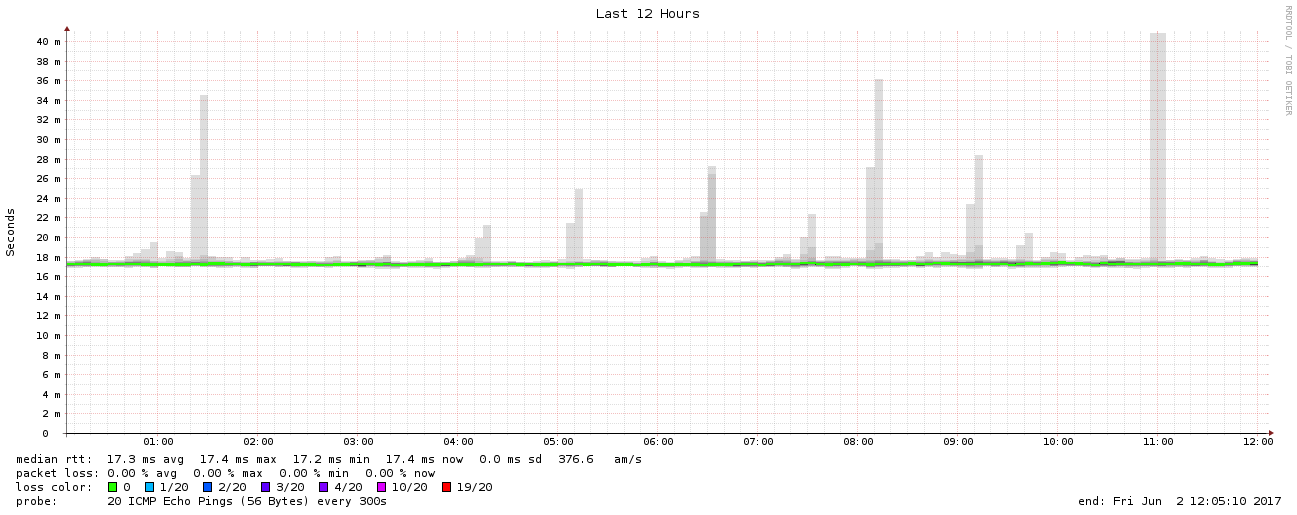 Last 12 Hours
RRDTOOL / TOBI OETIKER
Seconds
40 m
38 m
36 m
34 m
32 m
30 m
28 m
26 m
24 m
22 m
20 m
18 m
16 m
14 m
12 m
10 m
8 m
6 m
4 m
2 m
0
01:00 02:00 03:00 04:00 05:00 06:00 07:00 08:00 09:00 10:00 11:00 12:00
median rtt: 17.3 ms avg 17.4 ms max 17.2 ms min 17.4 ms now 0.0 ms sd 376.6 am/s
packet loss: 0.00 % avg 0.00 % max 0.00 % min 0.00 % now
loss color: 0 1/20 2/20 3/20 4/20 10/20 19/20
probe: 20 ICMP Echo Pings (56 Bytes) every 300s end: Fri Jun 2 12:05:10 2017